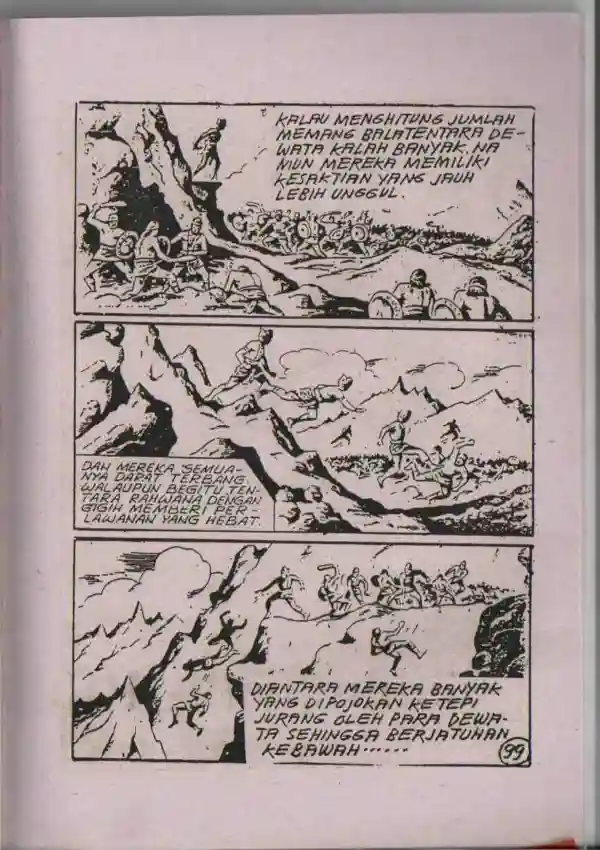 KALAU MENGHITUNG JUMLAH
MEMANG BALATENTARA DE-
WATA KALAH BANYAK. NA
MUN MEREKA MEMILIKI
KESAKTIAN YANG JAUH
LEBIH UNGGUL.
DAN MEREKA SEMUA-
NYA DAPAT TERBANG
WALAUPUN BEGITU TEN-
TARA RAHWANA DENGAN
GIGIH MEMBERI PER-
LAWANAN YANG HEBAT.
DIANTARA MEREKA BANYAK
YANG DIPOJOKAN KETEPI
JURANG OLEH PARA DEWA-
TA SEHINGGA BERJATUHAN
KEBAWAH......
99